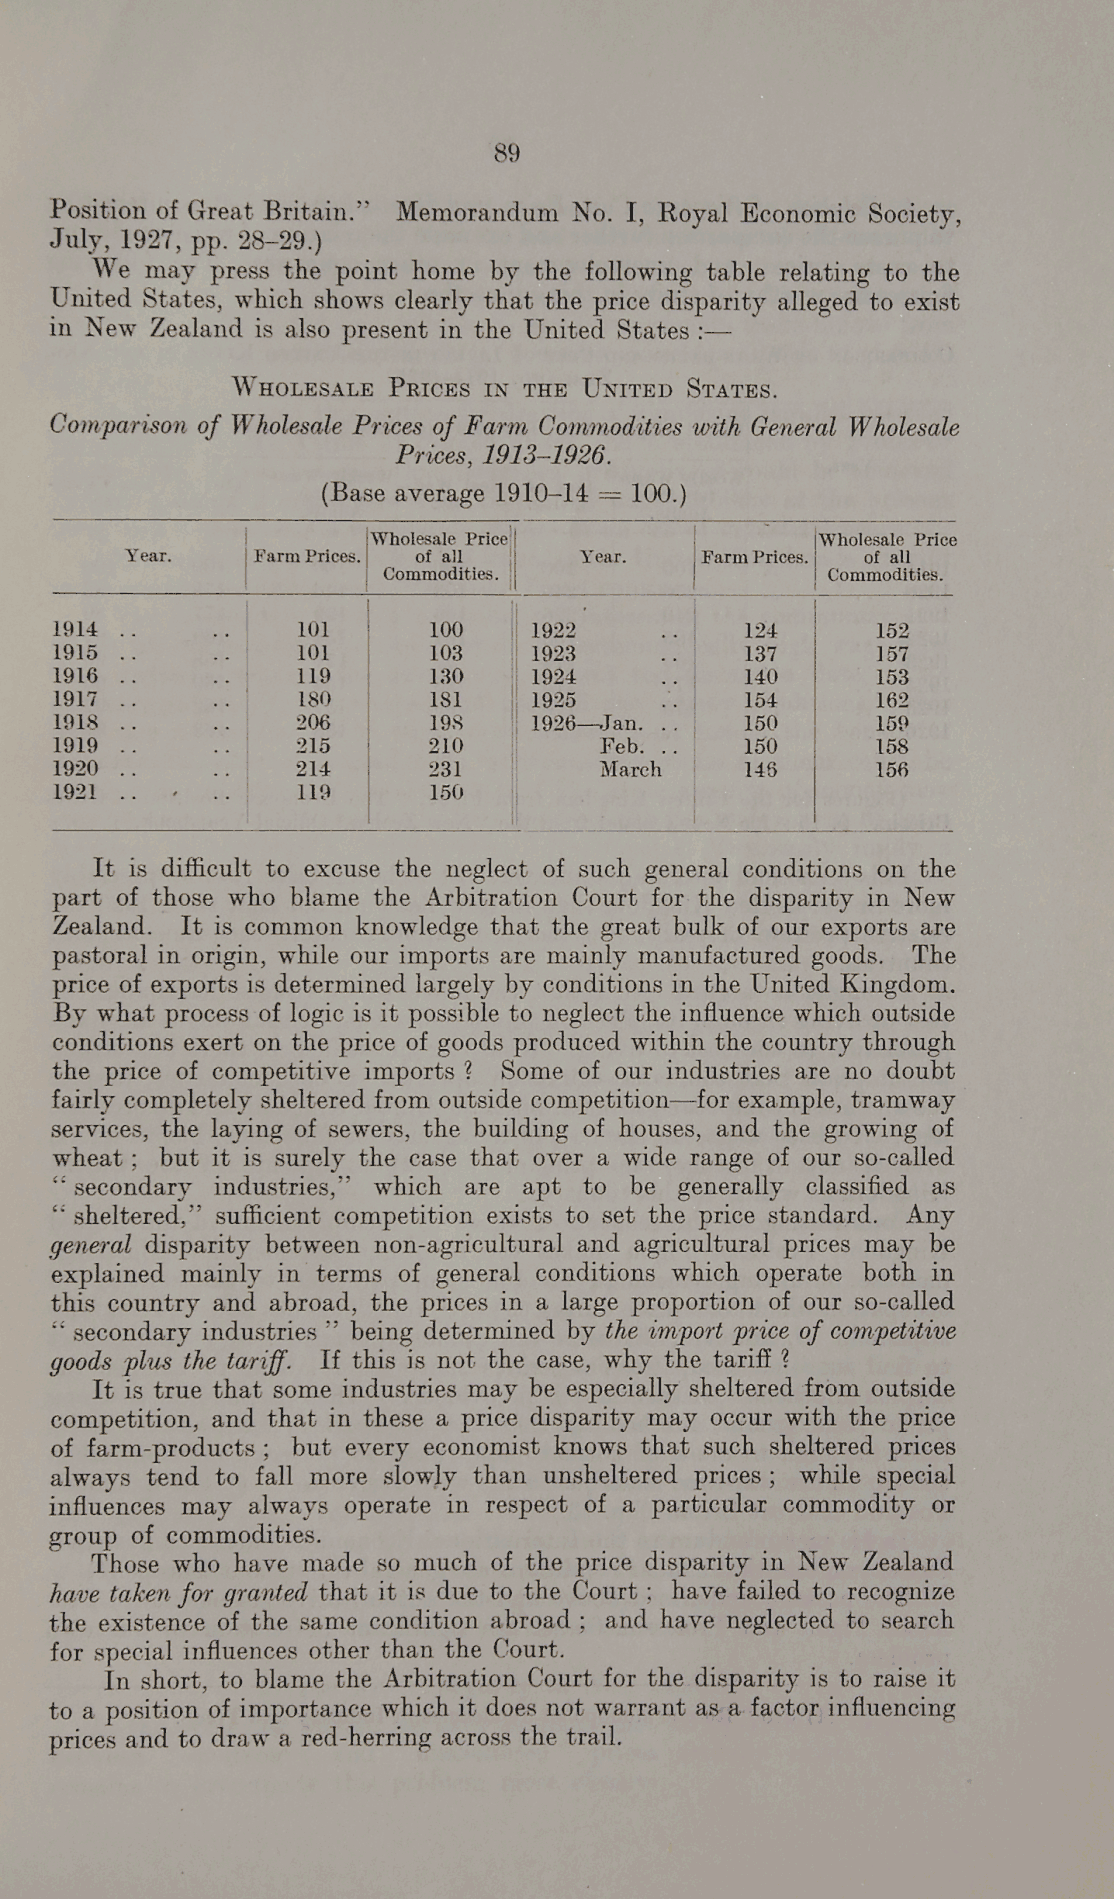 89
Position of Great Britain.” Memorandum No. I, Royal Economic Society,
July, 1927, pp. 28–29.)
We may press the point home by the following table relating to the
United States, which shows clearly that the price disparity alleged to exist
in New Zealand is also present in the United States :—
WHOLESALE PRICES IN THE UNITED STATES.
Comparison of Wholesale Prices of Farm Commodities with General Wholesale
Prices, 1913–1926.
(Base average 1910–14 = 100.)
Year. Farm Prices. Wholesale Price of all Commodities. Year. Farm Prices. Wholesale Price of all Commodities.
1914 .. .. 101 100 1922 .. 124 152
1915 .. .. 101 103 1923 .. 137 157
1916 .. .. 119 130 1924 .. 140 153
1917 .. .. 180 181 1925 .. 154 162
1918 .. .. 206 198 1926—Jan. .. 150 159
1919 .. .. 215 210 Feb. .. 150 158
1920 .. .. 214 231 March 146 156
1921 .. .. 119 150
It is difficult to excuse the neglect of such general conditions on the
part of those who blame the Arbitration Court for the disparity in New
Zealand. It is common knowledge that the great bulk of our exports are
pastoral in origin, while our imports are mainly manufactured goods. The
price of exports is determined largely by conditions in the United Kingdom.
By what process of logic is it possible to neglect the influence which outside
conditions exert on the price of goods produced within the country through
the price of competitive imports ? Some of our industries are no doubt
fairly completely sheltered from outside competition—for example, tramway
services, the laying of sewers, the building of houses, and the growing of
wheat ; but it is surely the case that over a wide range of our so-called
“ secondary industries,” which are apt to be generally classified as
“ sheltered,” sufficient competition exists to set the price standard. Any
general disparity between non-agricultural and agricultural prices may be
explained mainly in terms of general conditions which operate both in
this country and abroad, the prices in a large proportion of our so-called
“ secondary industries ” being determined by the import price of competitive
goods plus the tariff. If this is not the case, why the tariff ?
It is true that some industries may be especially sheltered from outside
competition, and that in these a price disparity may occur with the price
of farm-products ; but every economist knows that such sheltered prices
always tend to fall more slowly than unsheltered prices ; while special
influences may always operate in respect of a particular commodity or
group of commodities.
Those who have made so much of the price disparity in New Zealand
have taken for granted that it is due to the Court ; have failed to recognize
the existence of the same condition abroad ; and have neglected to search
for special influences other than the Court.
In short, to blame the Arbitration Court for the disparity is to raise it
to a position of importance which it does not warrant as a factor influencing
prices and to draw a red-herring across the trail.